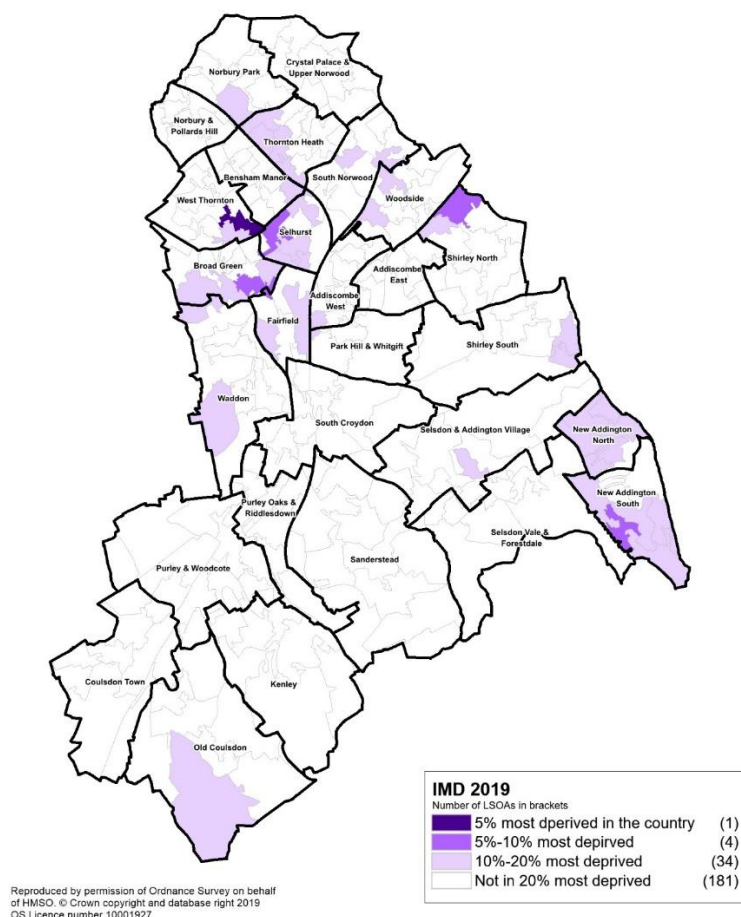 Crystal Palace &
Upper Norwood
Norbury Park
Norbury &
Pollards Hill
Thornton Heath
Bensham Manor
South Norwood
West Thornton
Woodside
Selhurst
Broad Green
Shirley North
Addiscombe
East
Addiscombe
West
Fairfield
Park Hill & Whitgift
Shirley South
Waddon
South Croydon
Selsdon & Addington Village
New Addington
North
New Addington
South
Purley Oaks &
Riddlesdown
Selsdon Vale &
Forestdale
Sanderstead
Purley & Woodcote
Coulsdon Town
Kenley
Old Coulsdon
IMD 2019
Number of LSOAs in brackets
5% most dperived in the country (1)
5%-10% most depirved (4)
10%-20% most deprived (34)
Not in 20% most deprived (181)
Reproduced by permission of Ordnance Survey on behalf
of HMSO. © Crown copyright and database right 2019
OS Licence number 10001927